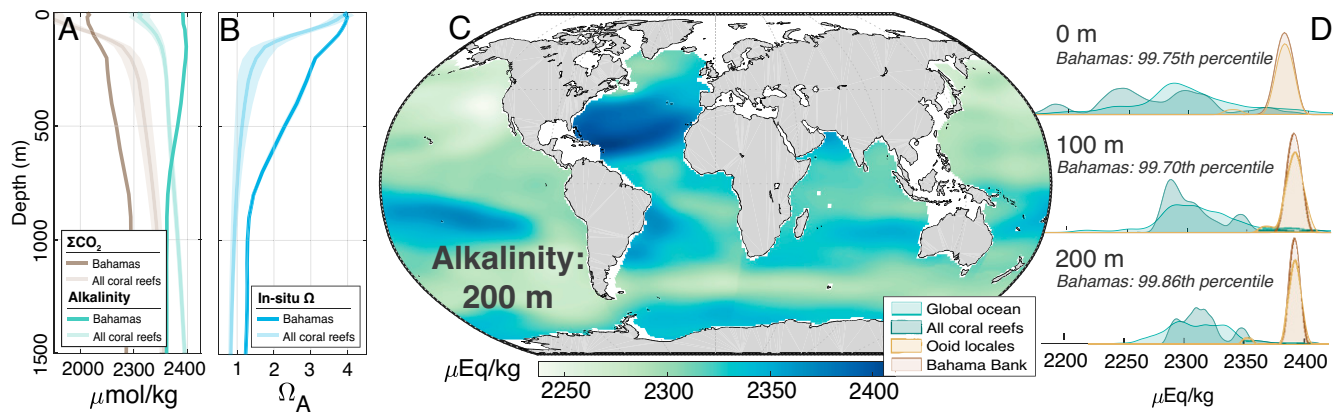 A
B
C
D
0
500
1000
1500
Depth (m)
ΣCO₂
Bahamas
All coral reefs
Alkalinity
Bahamas
All coral reefs
2000
2300
2400
μmol/kg
In-situ Ω
Bahamas
All coral reefs
1 2 3 4
Ω_A
Alkalinity:
200 m
μEq/kg
2250 2300 2350 2400
Global ocean
All coral reefs
Ooid locales
Bahama Bank
0 m
Bahamas: 99.75th percentile
100 m
Bahamas: 99.70th percentile
200 m
Bahamas: 99.86th percentile
2200 2250 2300 2350 2400
μEq/kg